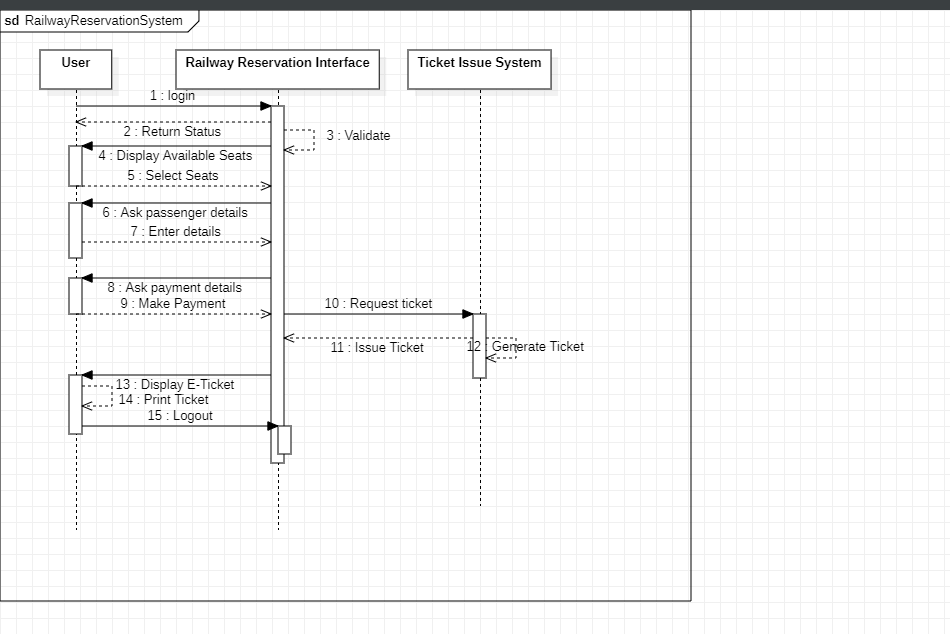 sd RailwayReservationSystem
User
Railway Reservation Interface
Ticket Issue System
1 : login
2 : Return Status
3 : Validate
4 : Display Available Seats
5 : Select Seats
6 : Ask passenger details
7 : Enter details
8 : Ask payment details
9 : Make Payment
10 : Request ticket
11 : Issue Ticket
12 : Generate Ticket
13 : Display E-Ticket
14 : Print Ticket
15 : Logout